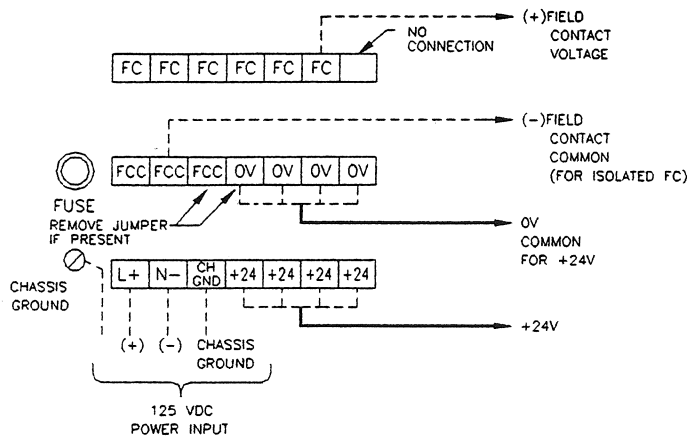 (+)FIELD
CONTACT
VOLTAGE
NO
CONNECTION
FC FC FC FC FC FC
(-)FIELD
CONTACT
COMMON
(FOR ISOLATED FC)
FCC FCC FCC 0V 0V 0V 0V
FUSE
REMOVE JUMPER
IF PRESENT
0V
COMMON
FOR +24V
CHASSIS
GROUND
L+ N- CH GND +24 +24 +24 +24
+24V
(+) (-) CHASSIS
GROUND
125 VDC
POWER INPUT